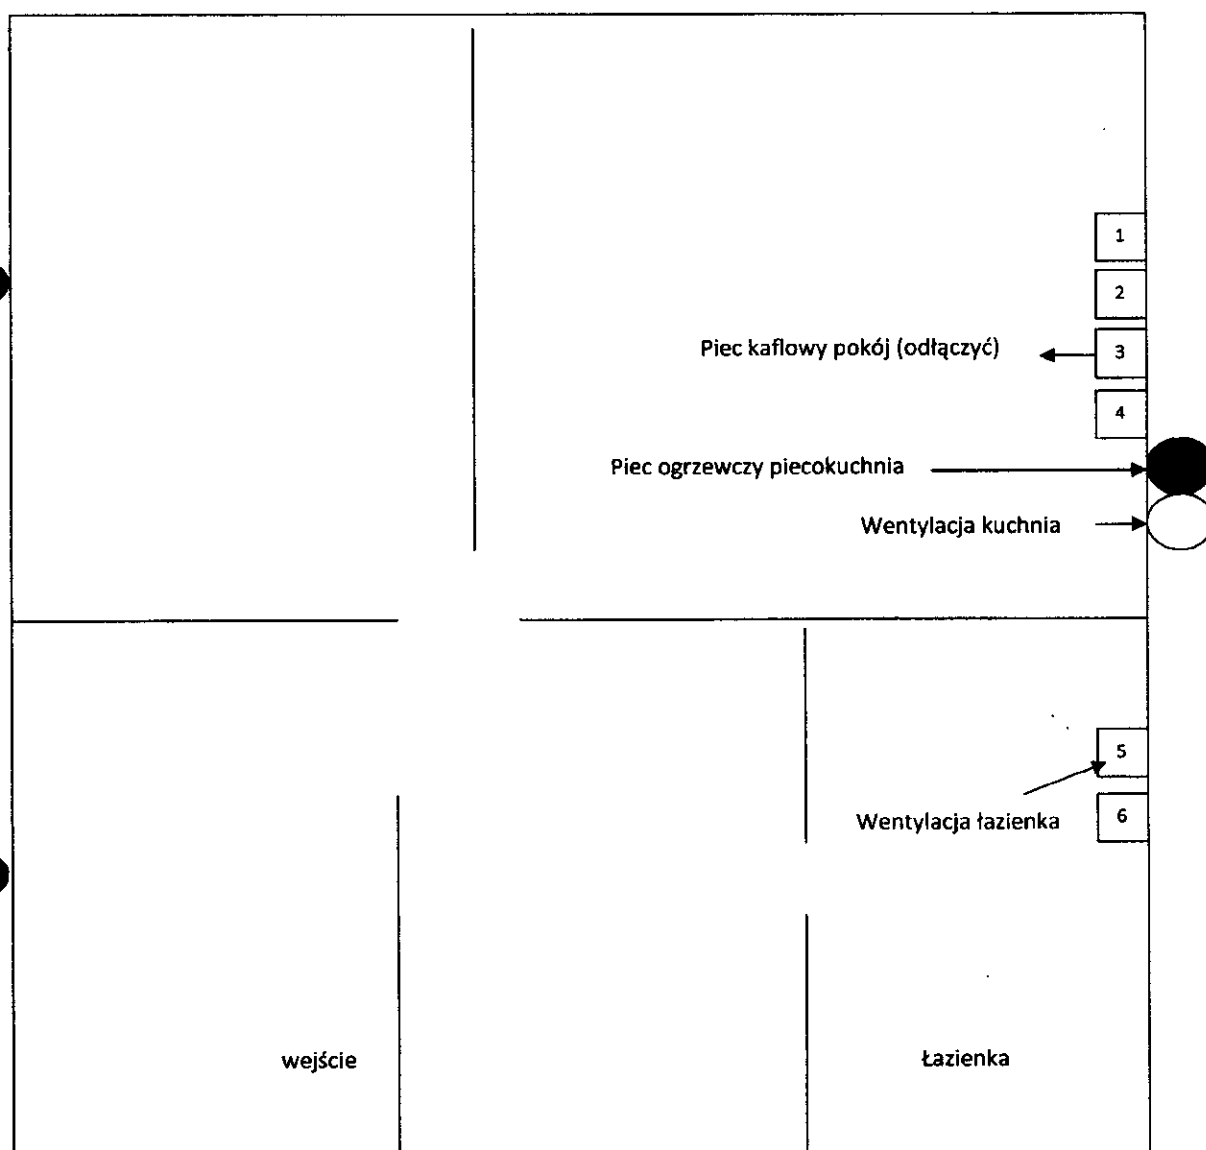 1
2
Piec kaflowy pokój (odłączyć)
3
4
Piec ogrzewczy piecokuchnia
Wentylacja kuchnia
5
Wentylacja łazienka
6
wejście
Łazienka